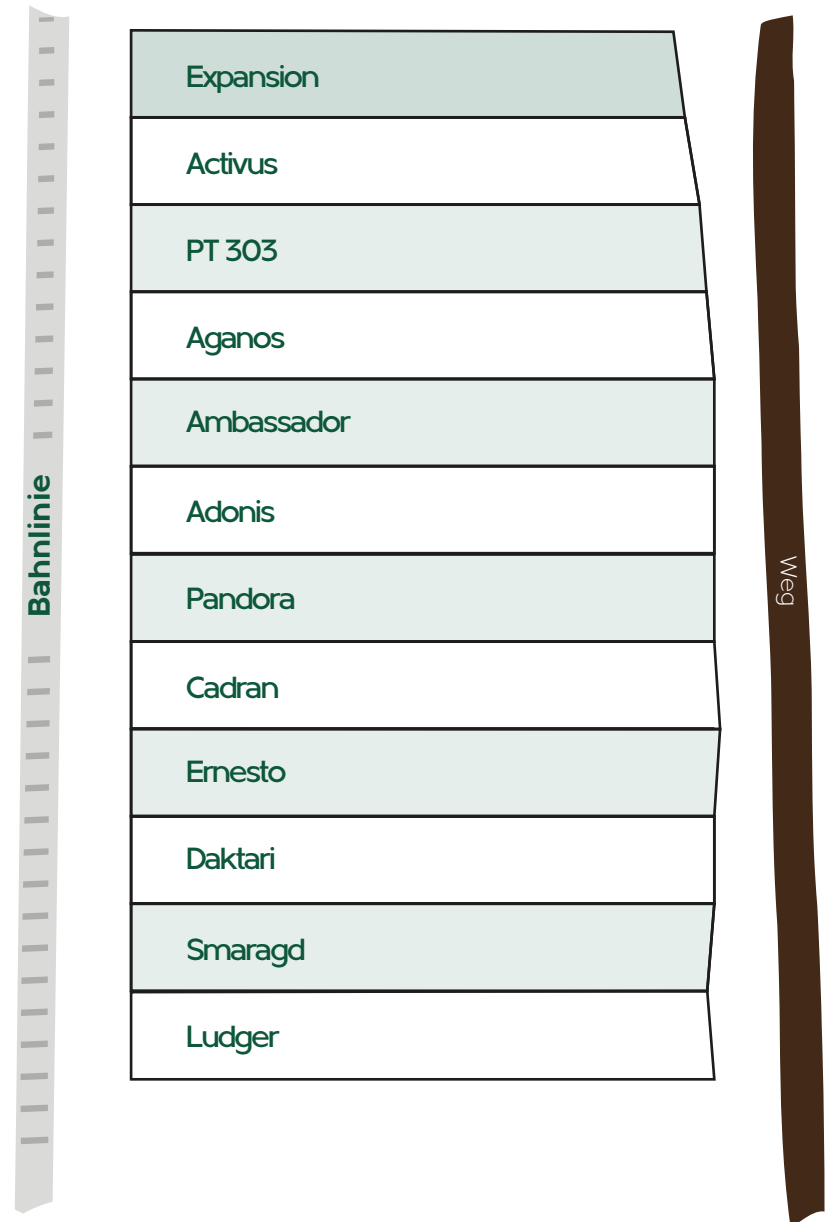 Expansion
Activus
PT 303
Aganos
Ambassador
Adonis
Pandora
Cadran
Ernesto
Daktari
Smaragd
Ludger
Bahnlinie
Weg